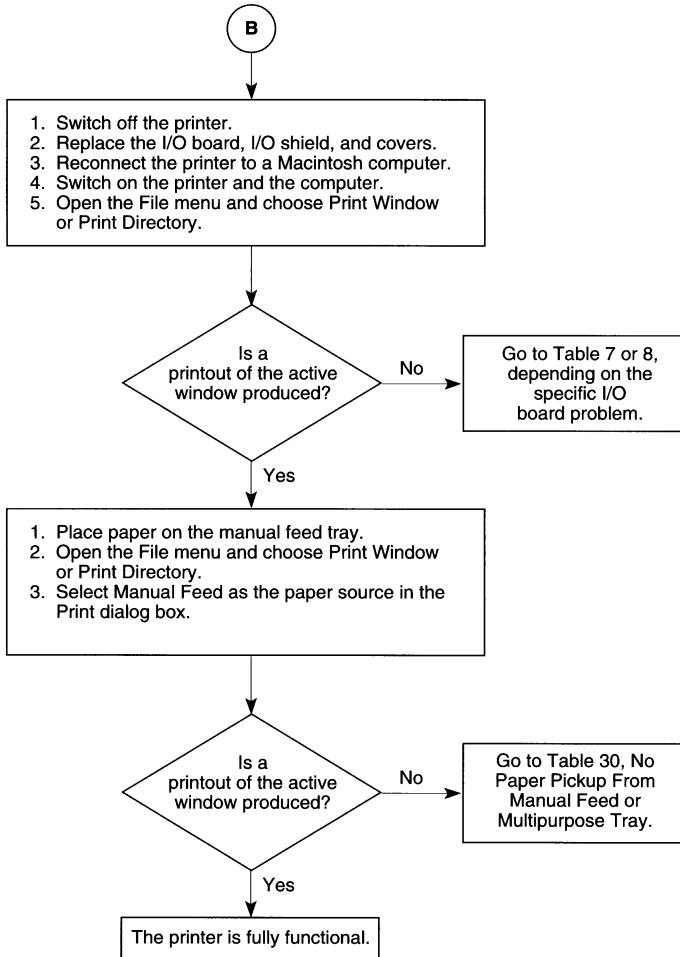 B
1. Switch off the printer.
2. Replace the I/O board, I/O shield, and covers.
3. Reconnect the printer to a Macintosh computer.
4. Switch on the printer and the computer.
5. Open the File menu and choose Print Window
or Print Directory.
Is a
printout of the active
window produced?
No
Go to Table 7 or 8,
depending on the
specific I/O
board problem.
Yes
1. Place paper on the manual feed tray.
2. Open the File menu and choose Print Window
or Print Directory.
3. Select Manual Feed as the paper source in the
Print dialog box.
Is a
printout of the active
window produced?
No
Go to Table 30, No
Paper Pickup From
Manual Feed or
Multipurpose Tray.
Yes
The printer is fully functional.